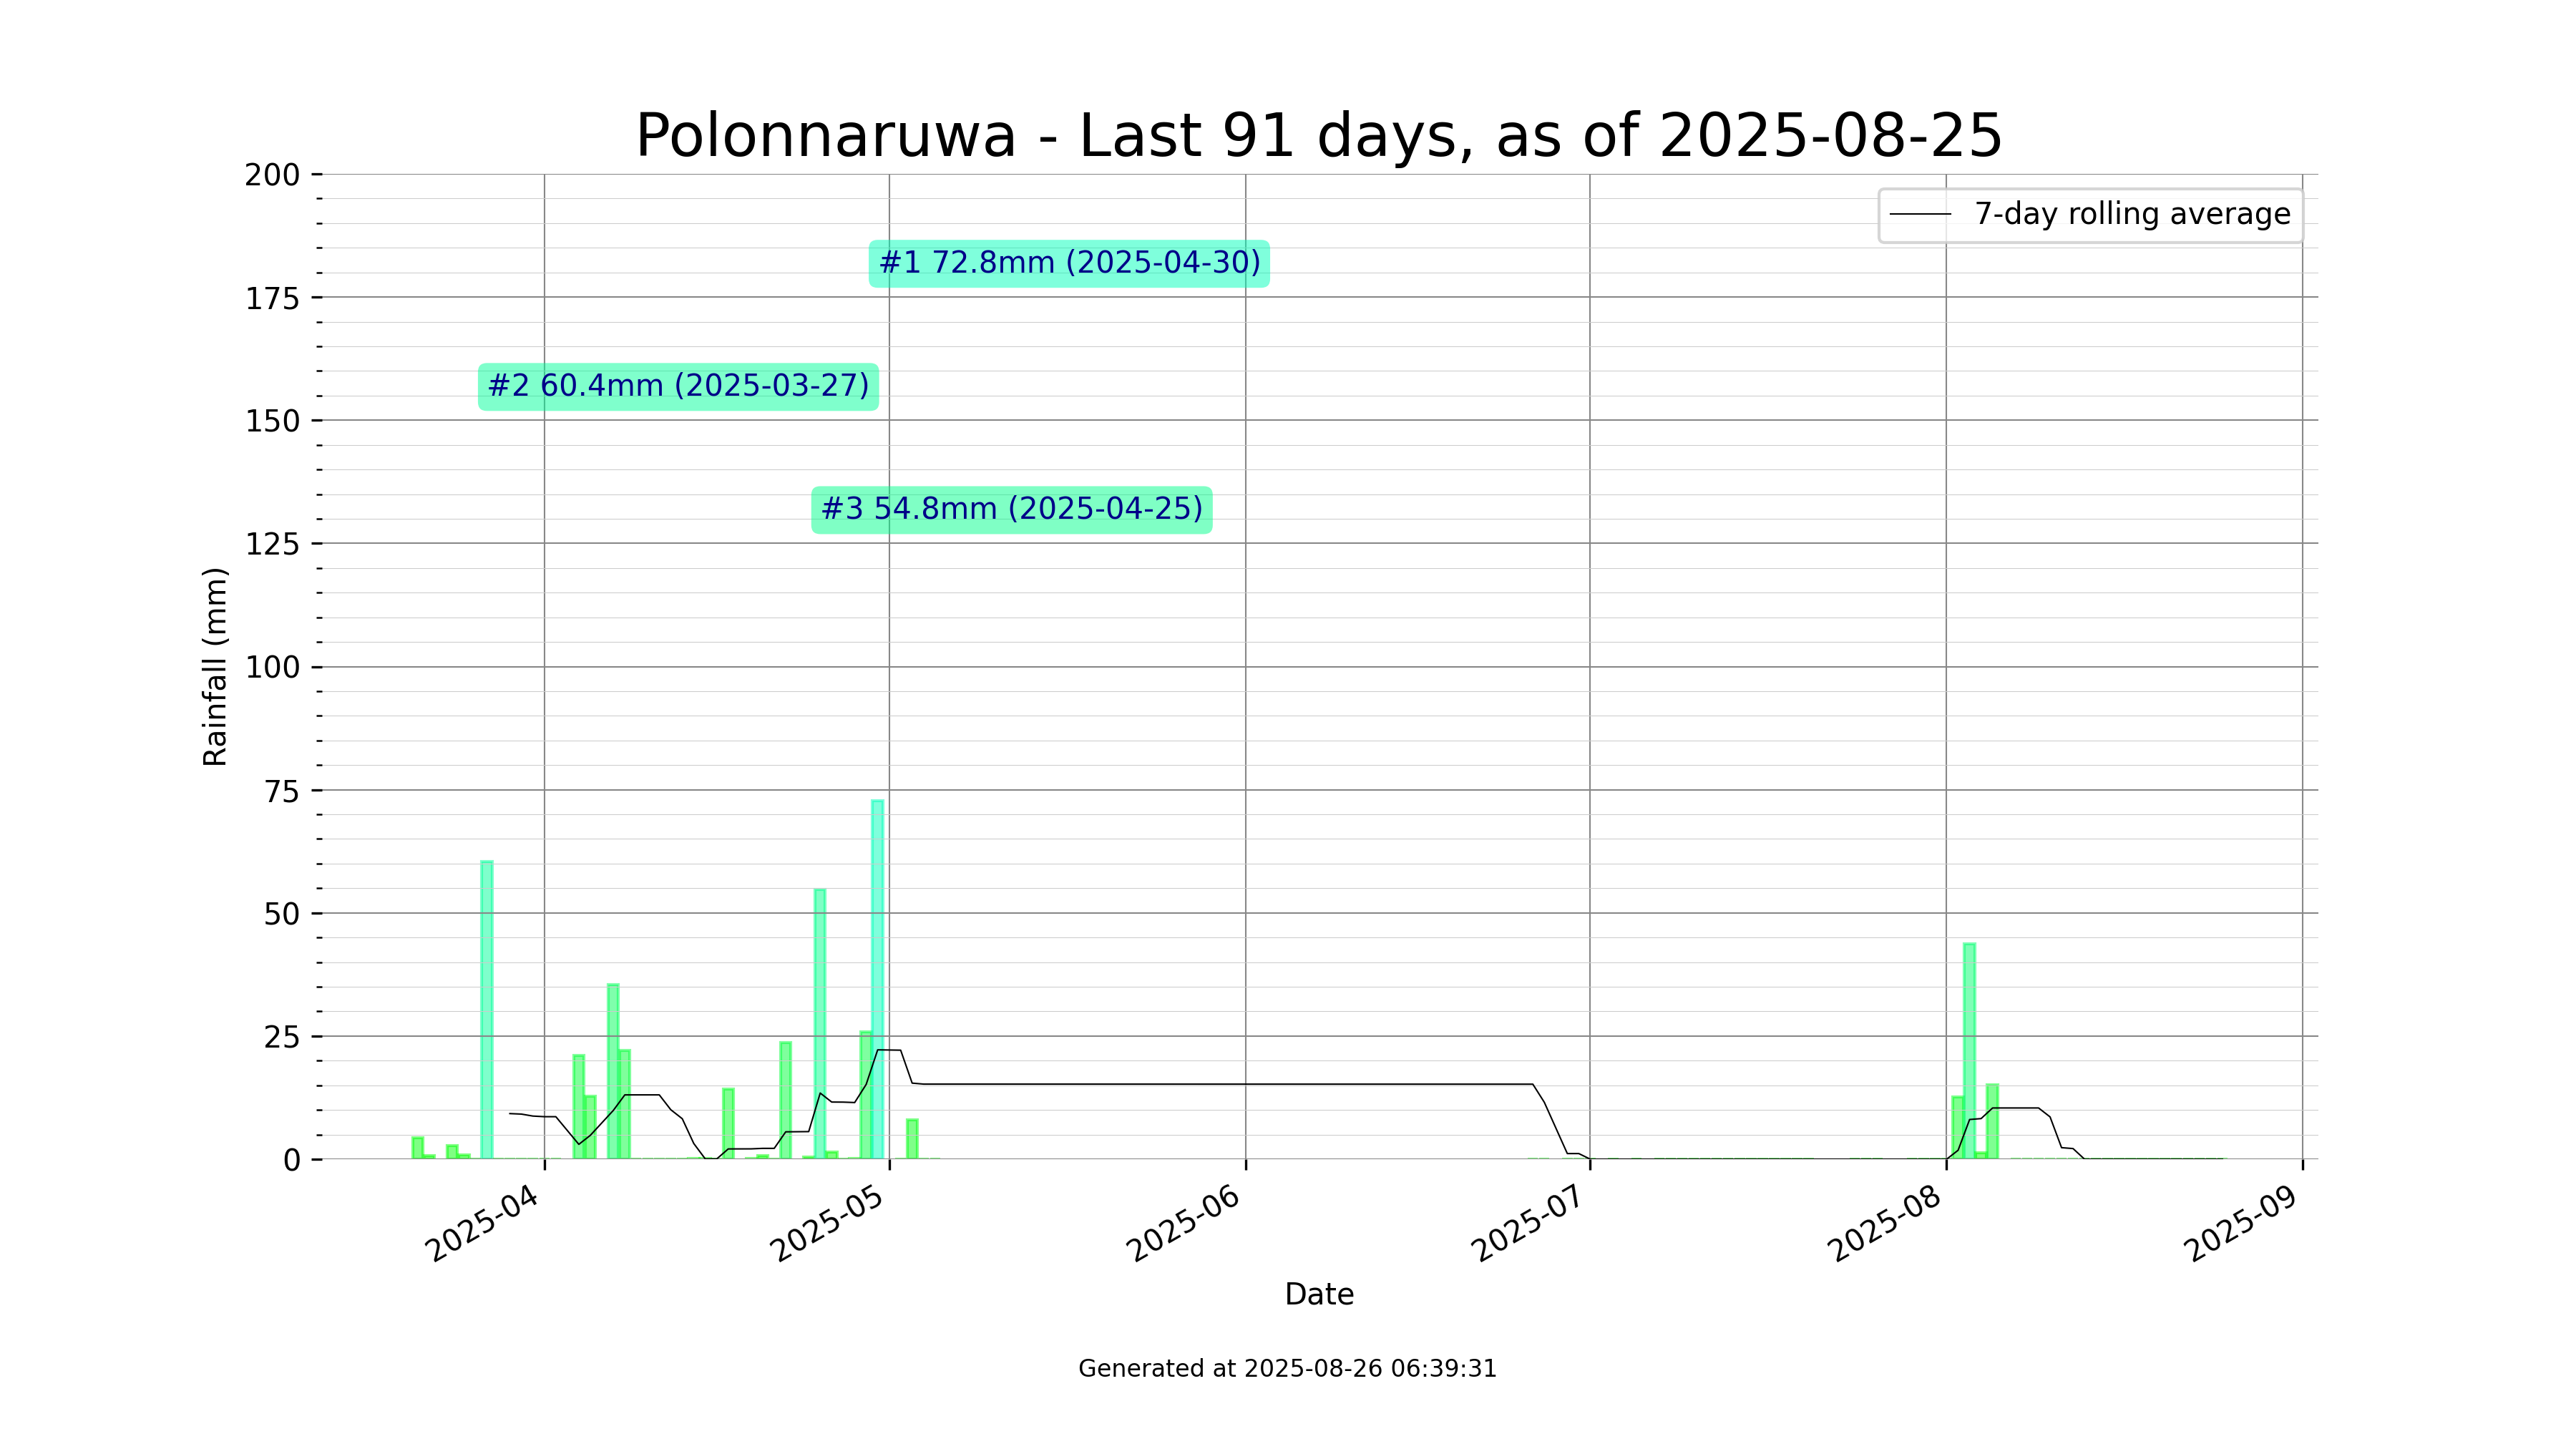 Polonnaruwa - Last 91 days, as of 2025-08-25
200
175
150
125
100
75
50
25
0
Rainfall (mm)
7-day rolling average
#1 72.8mm (2025-04-30)
#2 60.4mm (2025-03-27)
#3 54.8mm (2025-04-25)
2025-04
2025-05
2025-06
2025-07
2025-08
2025-09
Date
Generated at 2025-08-26 06:39:31